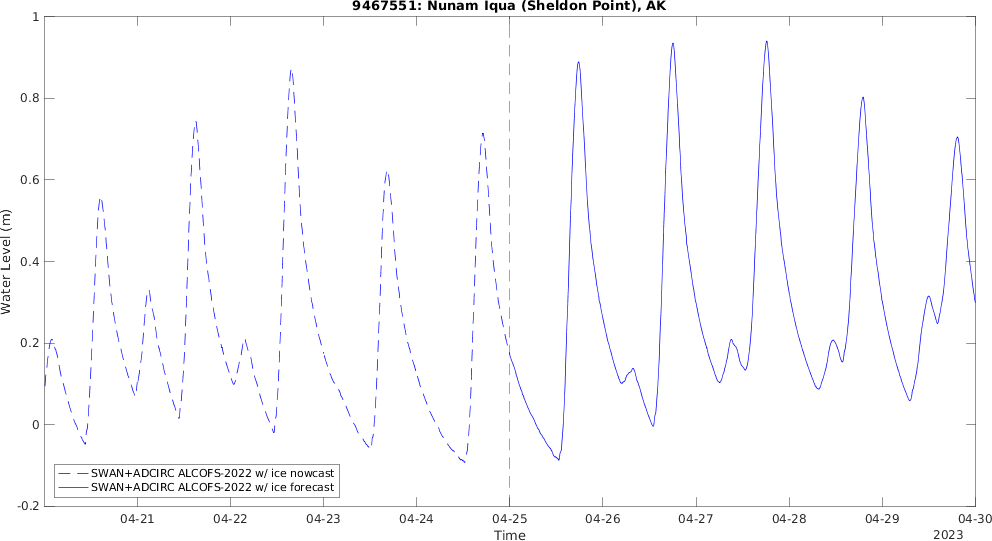 9467551: Nunam Iqua (Sheldon Point), AK
1
0.8
0.6
0.4
0.2
0
-0.2
Water Level (m)
SWAN+ADCIRC ALCOFS-2022 w/ ice nowcast
SWAN+ADCIRC ALCOFS-2022 w/ ice forecast
04-21 04-22 04-23 04-24 04-25 04-26 04-27 04-28 04-29 04-30
Time
2023